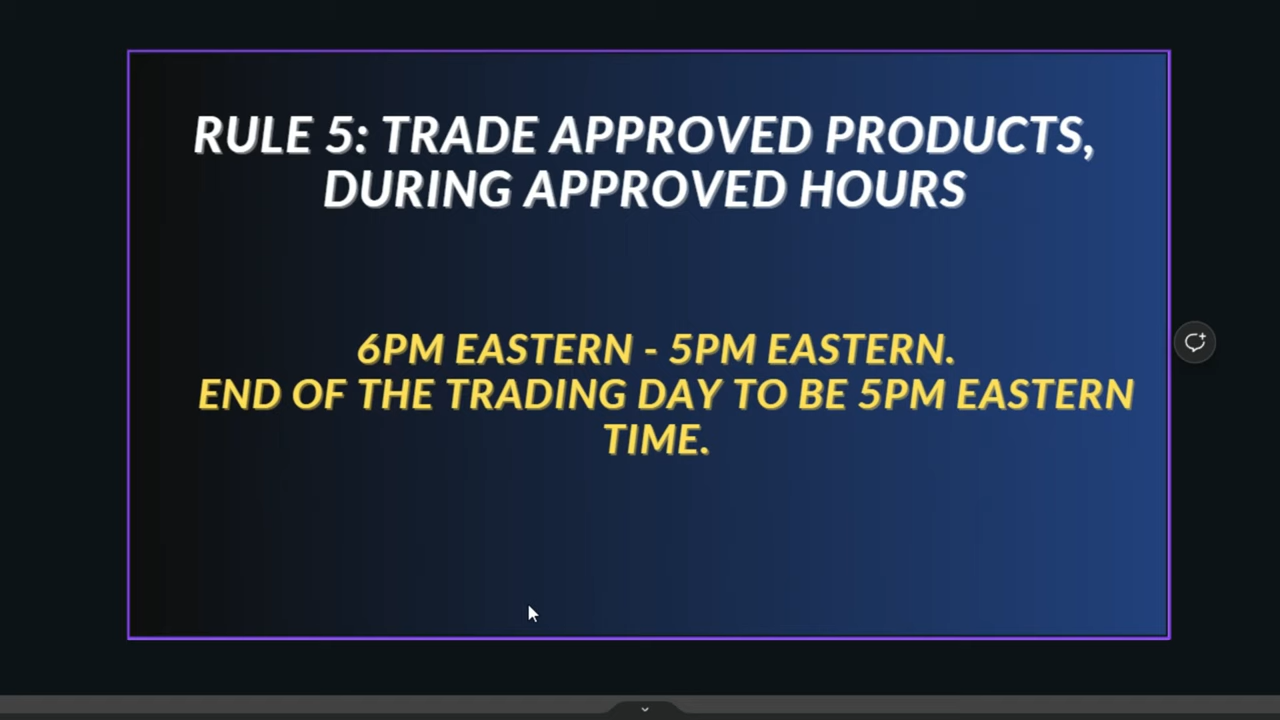 RULE 5: TRADE APPROVED PRODUCTS,
DURING APPROVED HOURS
6PM EASTERN - 5PM EASTERN.
END OF THE TRADING DAY TO BE 5PM EASTERN
TIME.